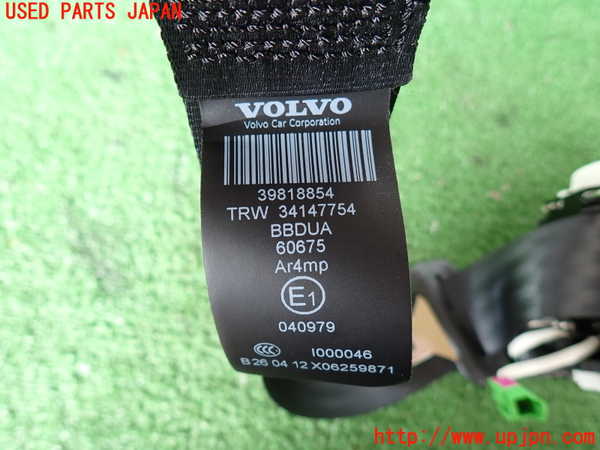 USED PARTS JAPAN
VOLVO
Volvo Car Corporation
39818854
TRW 34147754
BBDUA
60675
Ar4mp
E1
040979
CCC I000046
B 26 04 12 X06259871
http://www.upjpn.com/